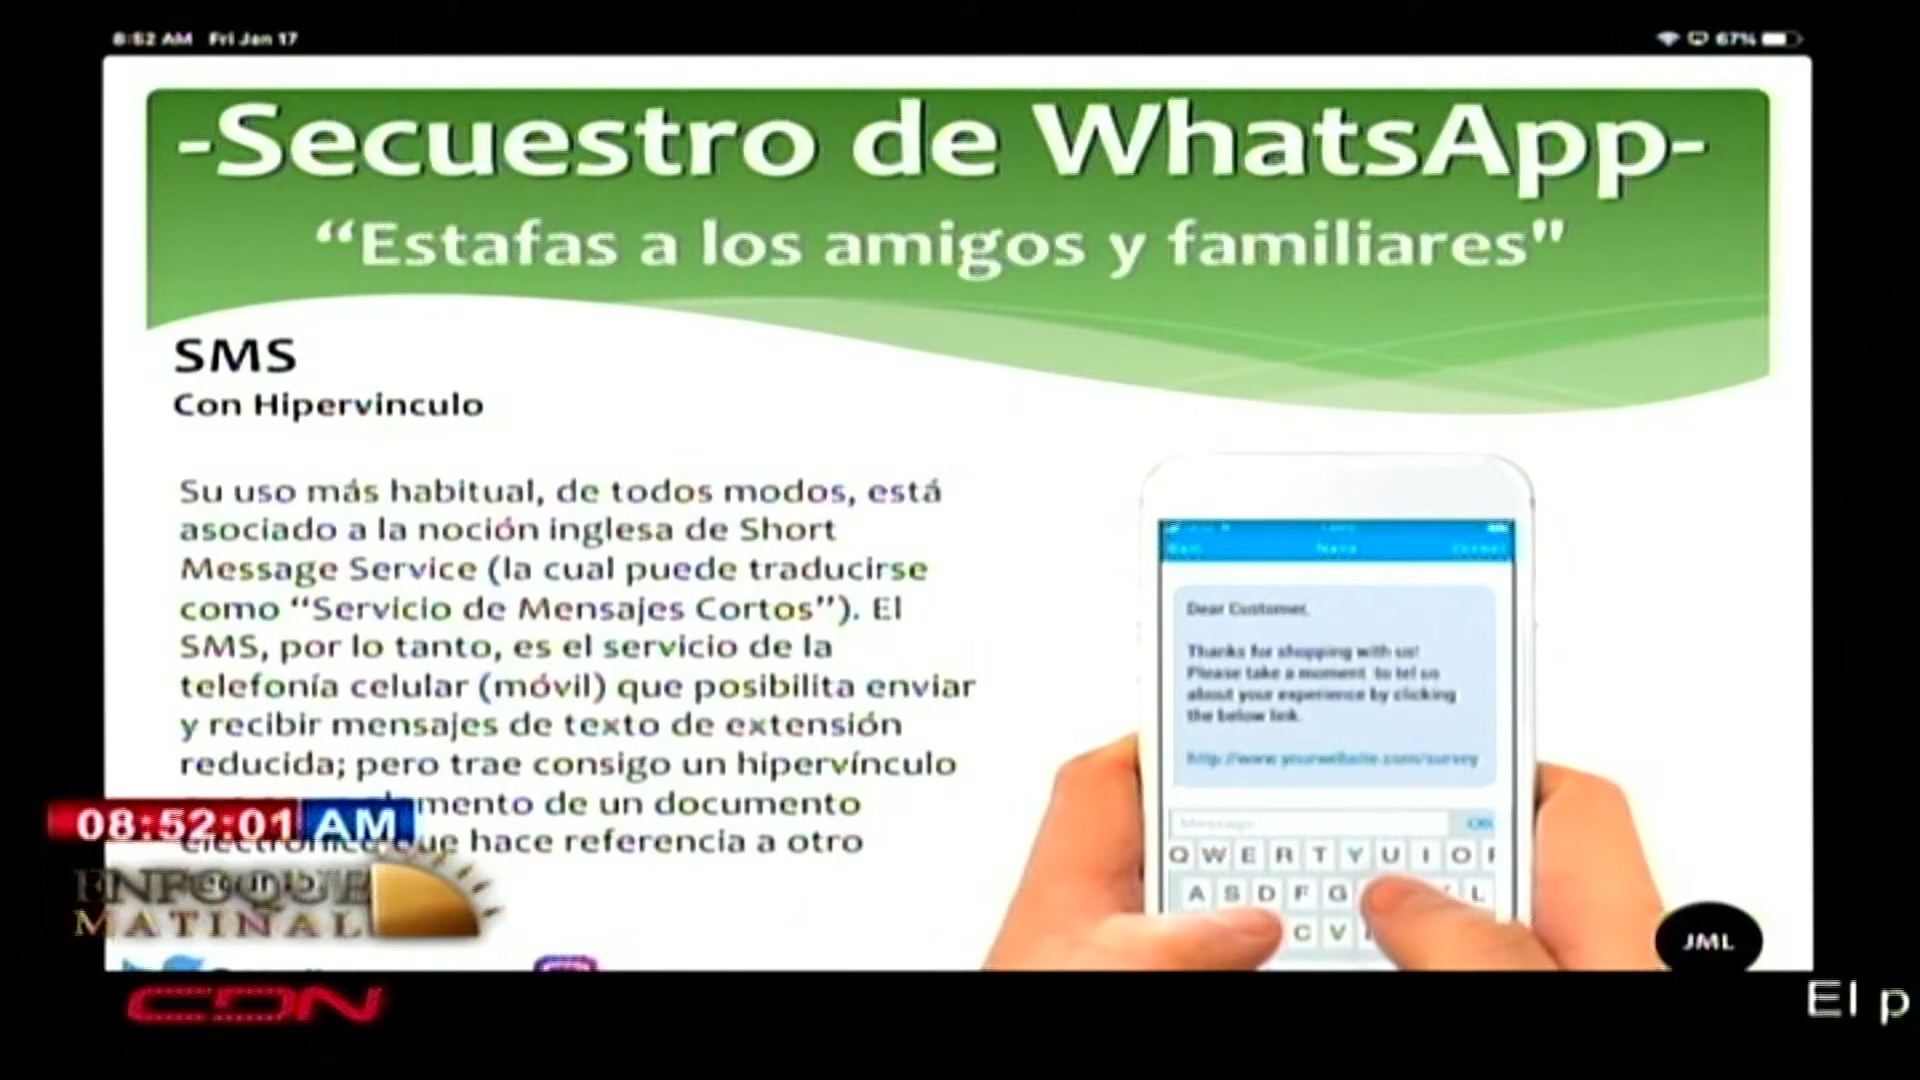 8:52 AM Fri Jan 17
67%
-Secuestro de WhatsApp-
“Estafas a los amigos y familiares"
SMS
Con Hipervinculo
Su uso más habitual, de todos modos, está
asociado a la noción inglesa de Short
Message Service (la cual puede traducirse
como “Servicio de Mensajes Cortos”). El
SMS, por lo tanto, es el servicio de la
telefonía celular (móvil) que posibilita enviar
y recibir mensajes de texto de extensión
reducida; pero trae consigo un hipervínculo
de un documento
hace referencia a otro
Dear Customer,
Thanks for shopping with us!
Please take a moment to tel us
about your experience by clicking
the below link.
http://www.yourwebsite.com/survey
Message
Q W E R T Y U I O P
A S D F G L
C V
JML
08:52:01 AM
ENFOQUE
MATINAL
CDN
El p